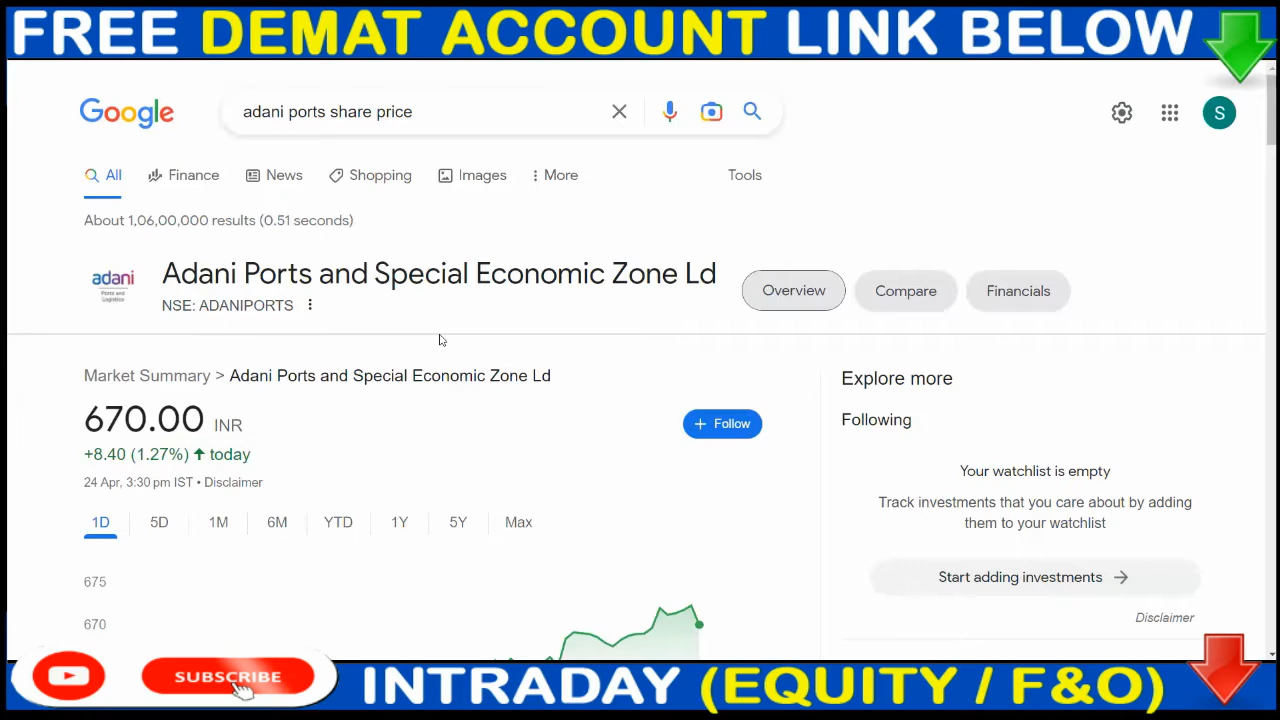 FREE DEMAT ACCOUNT LINK BELOW
Google
adani ports share price
S
All Finance News Shopping Images More Tools
About 1,06,00,000 results (0.51 seconds)
adani
Ports and
Logistics
Adani Ports and Special Economic Zone Ld
NSE: ADANIPORTS
Overview Compare Financials
Market Summary > Adani Ports and Special Economic Zone Ld
670.00 INR
+ Follow
+8.40 (1.27%) ↑ today
24 Apr, 3:30 pm IST • Disclaimer
1D 5D 1M 6M YTD 1Y 5Y Max
675
670
Explore more
Following
Your watchlist is empty
Track investments that you care about by adding
them to your watchlist
Start adding investments →
Disclaimer
SUBSCRIBE
INTRADAY (EQUITY / F&O)